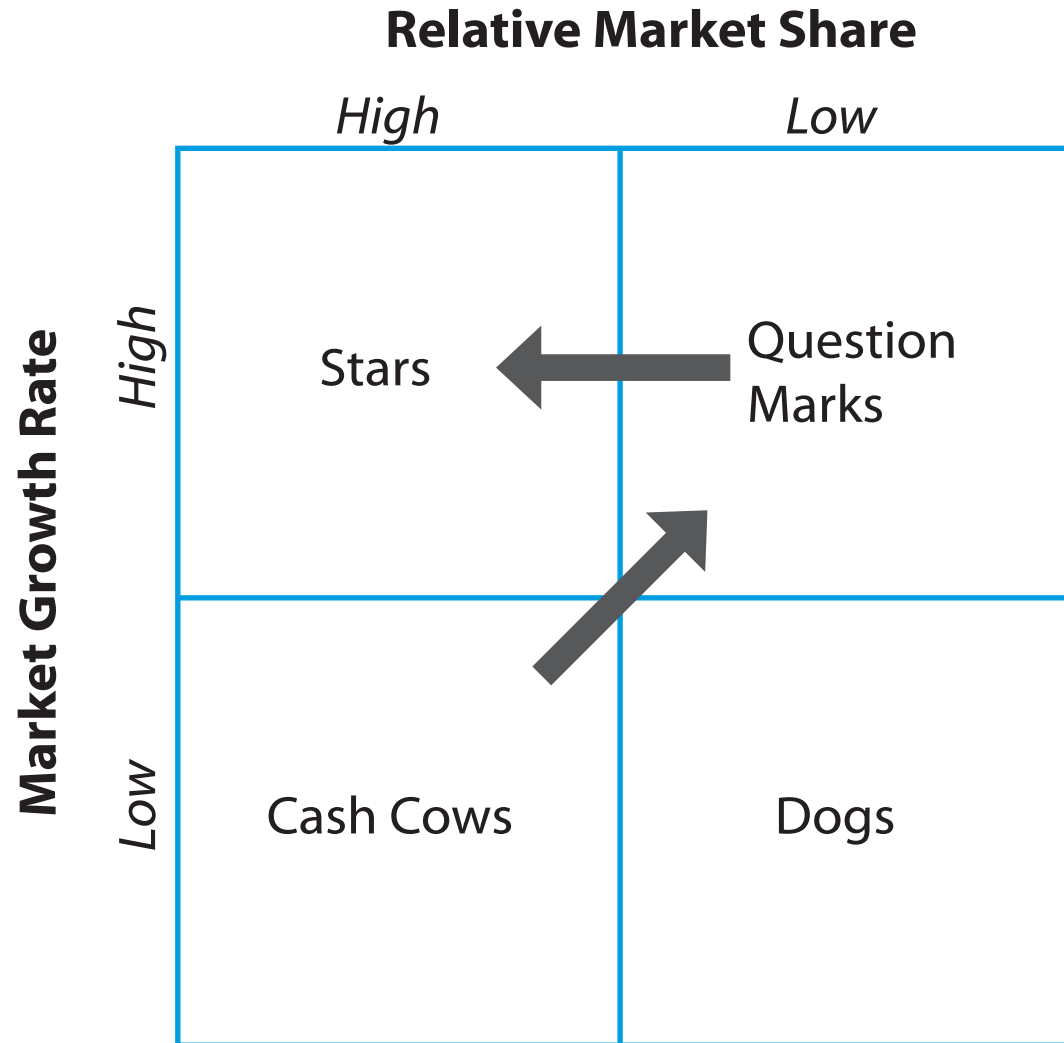 Relative Market Share
High
Low
Market Growth Rate
High
Stars
Question
Marks
Low
Cash Cows
Dogs